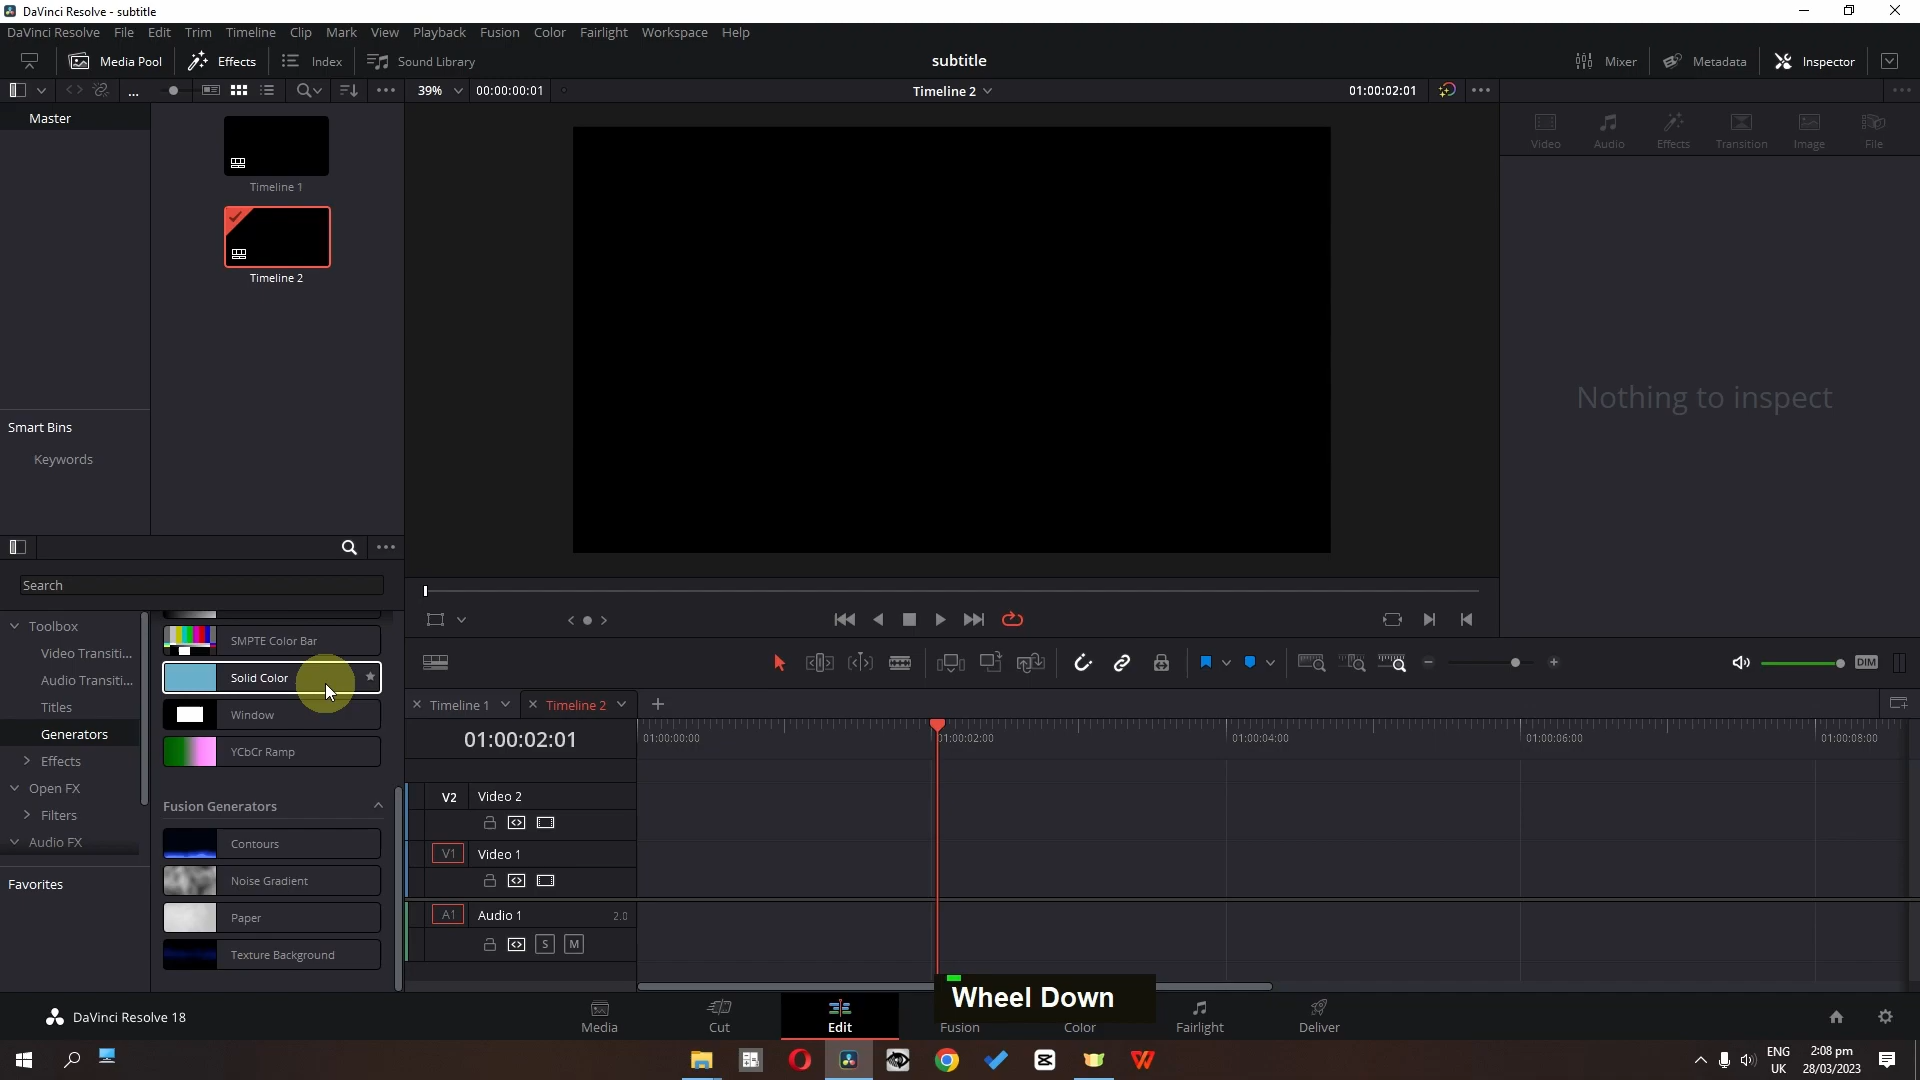 DaVinci Resolve - subtitle
DaVinci Resolve File Edit Trim Timeline Clip Mark View Playback Fusion Color Fairlight Workspace Help
Media Pool Effects Index Sound Library subtitle Mixer Metadata Inspector
... 39% 00:00:00:01 Timeline 2 01:00:02:01
Master
Timeline 1
Timeline 2
Video Audio Effects Transition Image File
Nothing to inspect
Smart Bins
Keywords
Search
Toolbox
Video Transiti...
Audio Transiti...
Titles
Generators
Effects
Open FX
Filters
Audio FX
Favorites
SMPTE Color Bar
Solid Color
Window
YCbCr Ramp
Fusion Generators
Contours
Noise Gradient
Paper
Texture Background
DIM
Timeline 1 Timeline 2
01:00:02:01
01:00:00:00 01:00:02:00 01:00:04:00 01:00:06:00 01:00:08:00
V2 Video 2
V1 Video 1
A1 Audio 1 2.0
S M
Wheel Down
DaVinci Resolve 18
Media Cut Edit Fusion Color Fairlight Deliver
ENG
UK
2:08 pm
28/03/2023